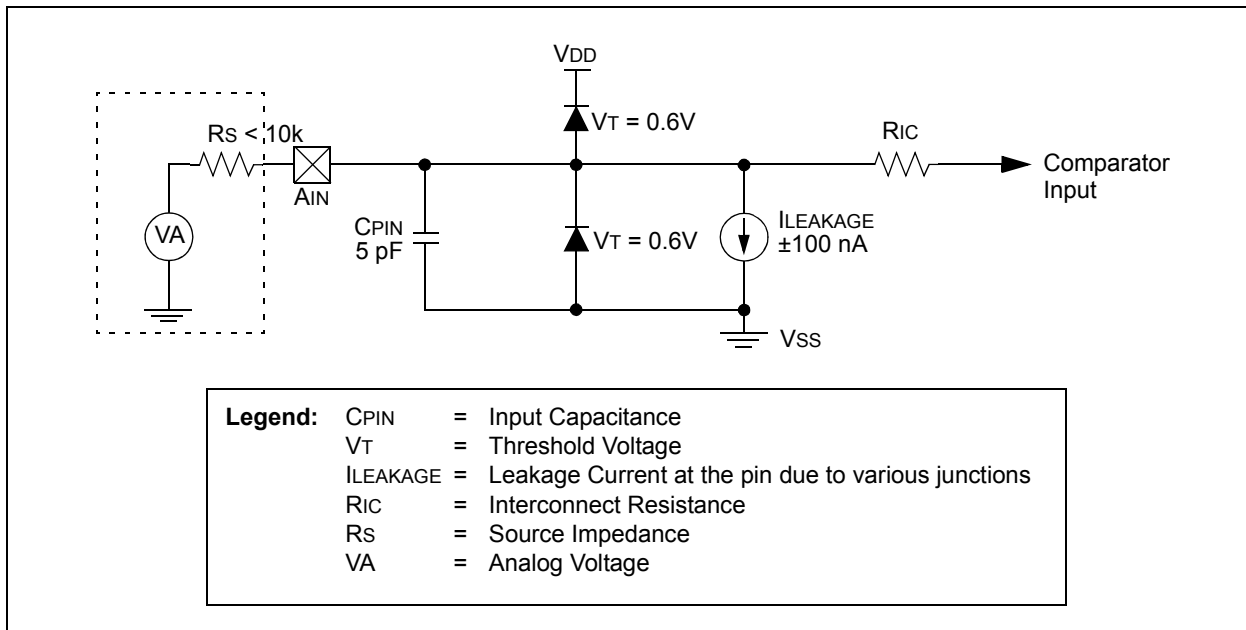 VDD
VT = 0.6V
RS < 10k
RIC
AIN
Comparator
Input
VA
CPIN
5 pF
VT = 0.6V
ILEAKAGE
±100 nA
VSS
Legend: CPIN = Input Capacitance
VT = Threshold Voltage
ILEAKAGE = Leakage Current at the pin due to various junctions
RIC = Interconnect Resistance
RS = Source Impedance
VA = Analog Voltage